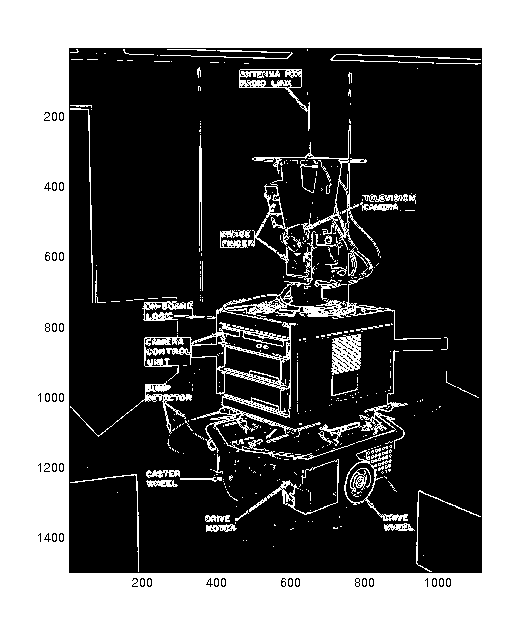 ANTENNA FOR
RADIO LINK
200
400
TELEVISION
CAMERA
RANGE
FINDER
600
ON-BOARD
LOGIC
800
CAMERA
CONTROL
UNIT
BUMP
DETECTOR
1000
1200
CASTER
WHEEL
DRIVE
MOTOR
DRIVE
WHEEL
1400
200 400 600 800 1000